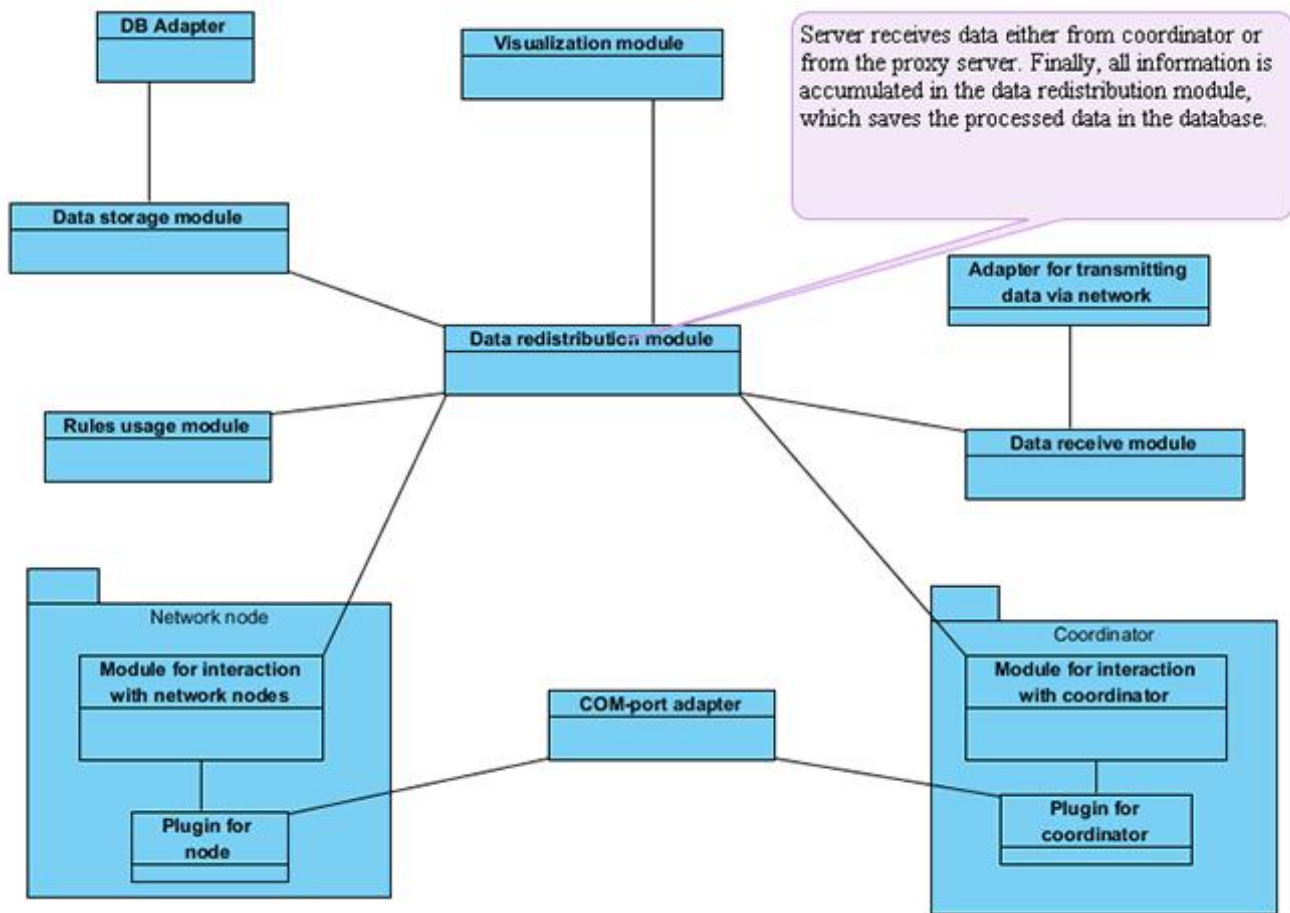 DB Adapter
Visualization module
Server receives data either from coordinator or
from the proxy server. Finally, all information is
accumulated in the data redistribution module,
which saves the processed data in the database.
Data storage module
Adapter for transmitting
data via network
Data redistribution module
Rules usage module
Data receive module
Network node
Coordinator
Module for interaction
with network nodes
Module for interaction
with coordinator
COM-port adapter
Plugin for
node
Plugin for
coordinator